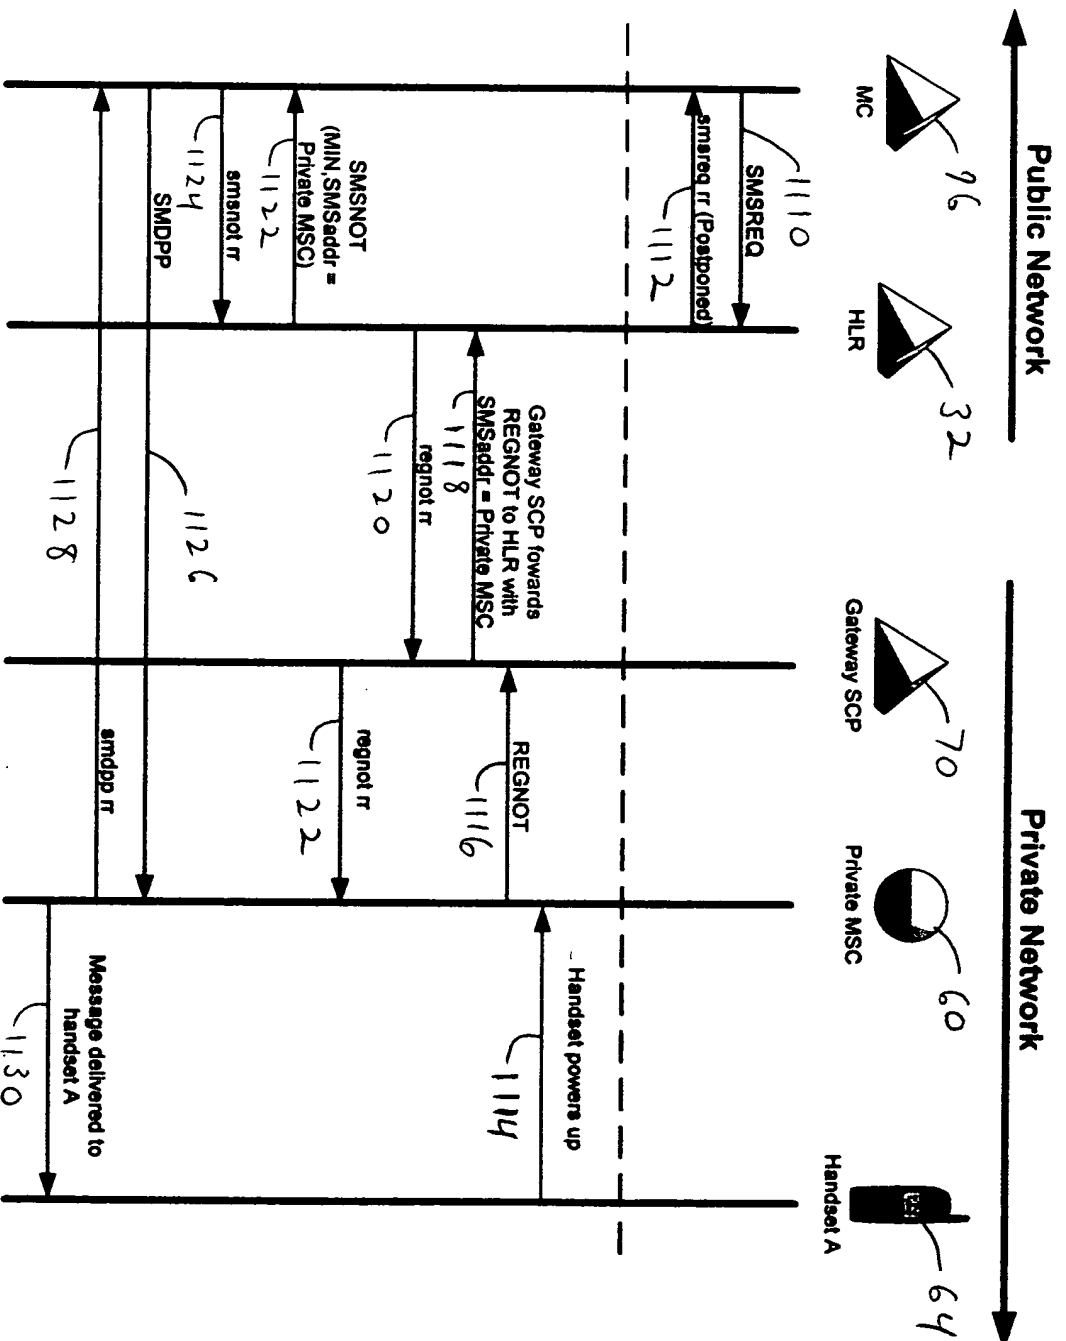 Public Network
Private Network
96
32
70
60
64
MC
HLR
Gateway SCP
Private MSC
Handset A
1110
SMSREQ
smsreq rr (Postponed)
1112
Handset powers up
1114
REGNOT
1116
Gateway SCP fowards
REGNOT to HLR with
SMSaddr = Private MSC
1118
regnot rr
1120
regnot rr
1122
SMSNOT
(MIN,SMSaddr =
Private MSC)
1122
smsnot rr
1124
SMDPP
1126
smdpp rr
1128
Message delivered to
handset A
1130